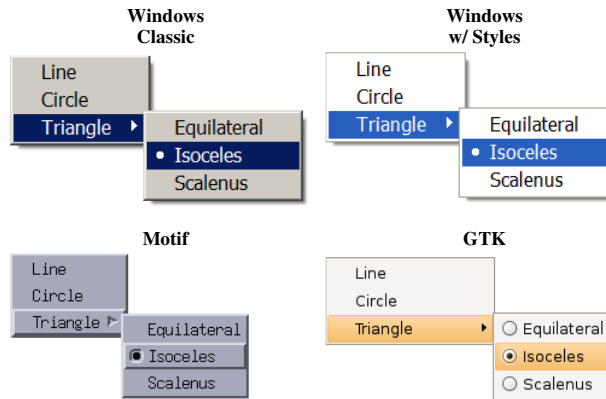 Windows
Classic
Line
Circle
Triangle
Equilateral
Isoceles
Scalenus
Windows
w/ Styles
Line
Circle
Triangle
Equilateral
Isoceles
Scalenus
Motif
Line
Circle
Triangle
Equilateral
Isoceles
Scalenus
GTK
Line
Circle
Triangle
Equilateral
Isoceles
Scalenus